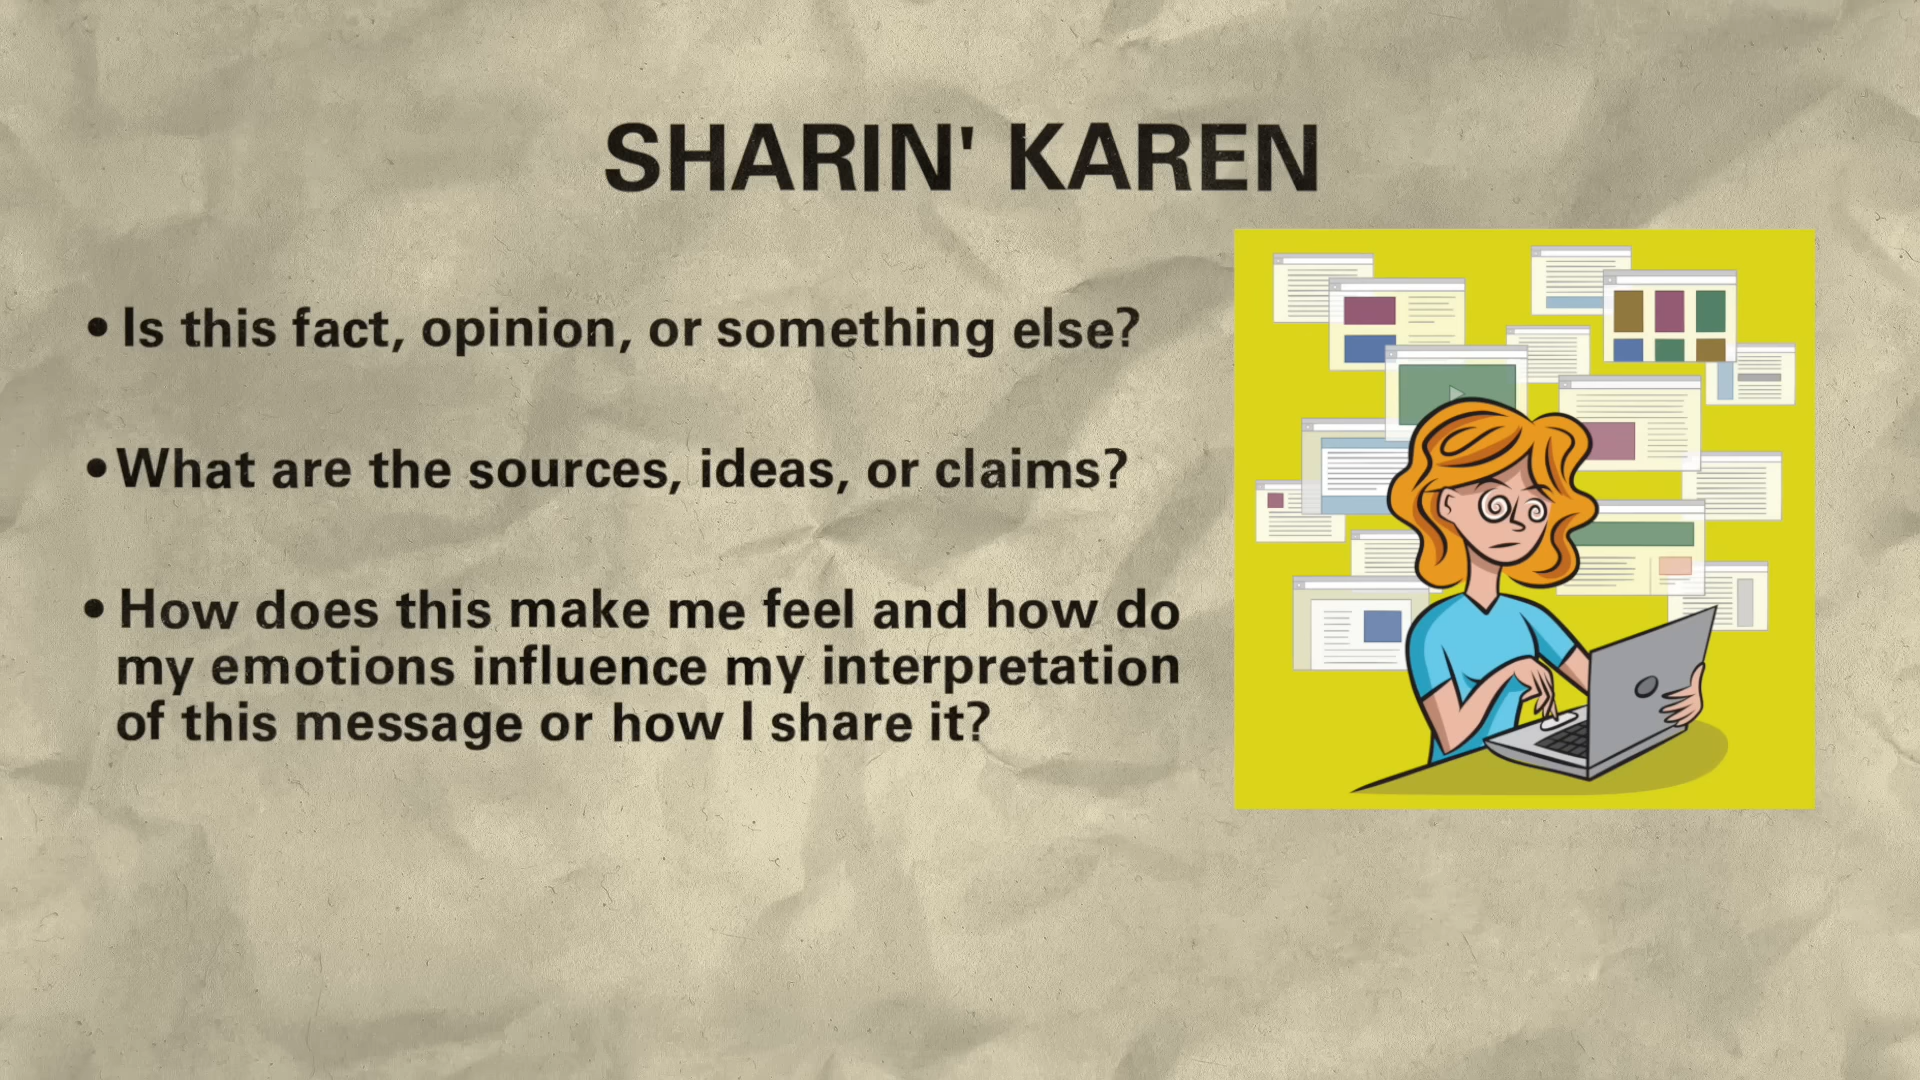 SHARIN' KAREN
• Is this fact, opinion, or something else?
• What are the sources, ideas, or claims?
• How does this make me feel and how do
my emotions influence my interpretation
of this message or how I share it?